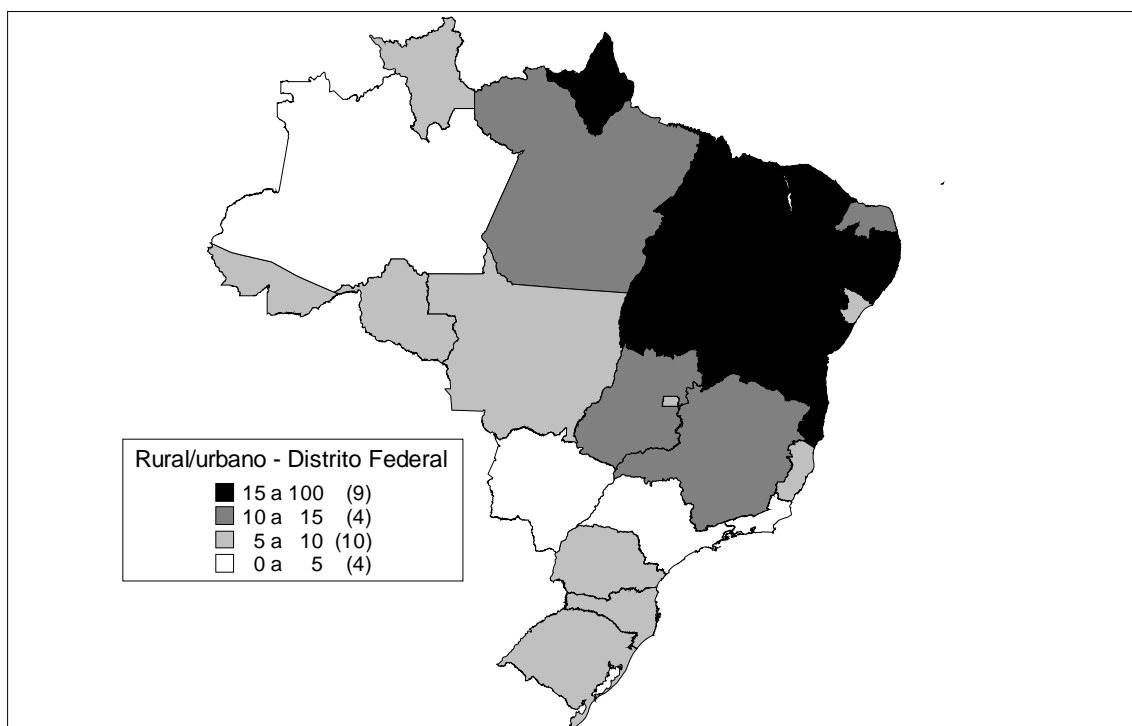 Rural/urbano - Distrito Federal
15 a 100 (9)
10 a 15 (4)
5 a 10 (10)
0 a 5 (4)